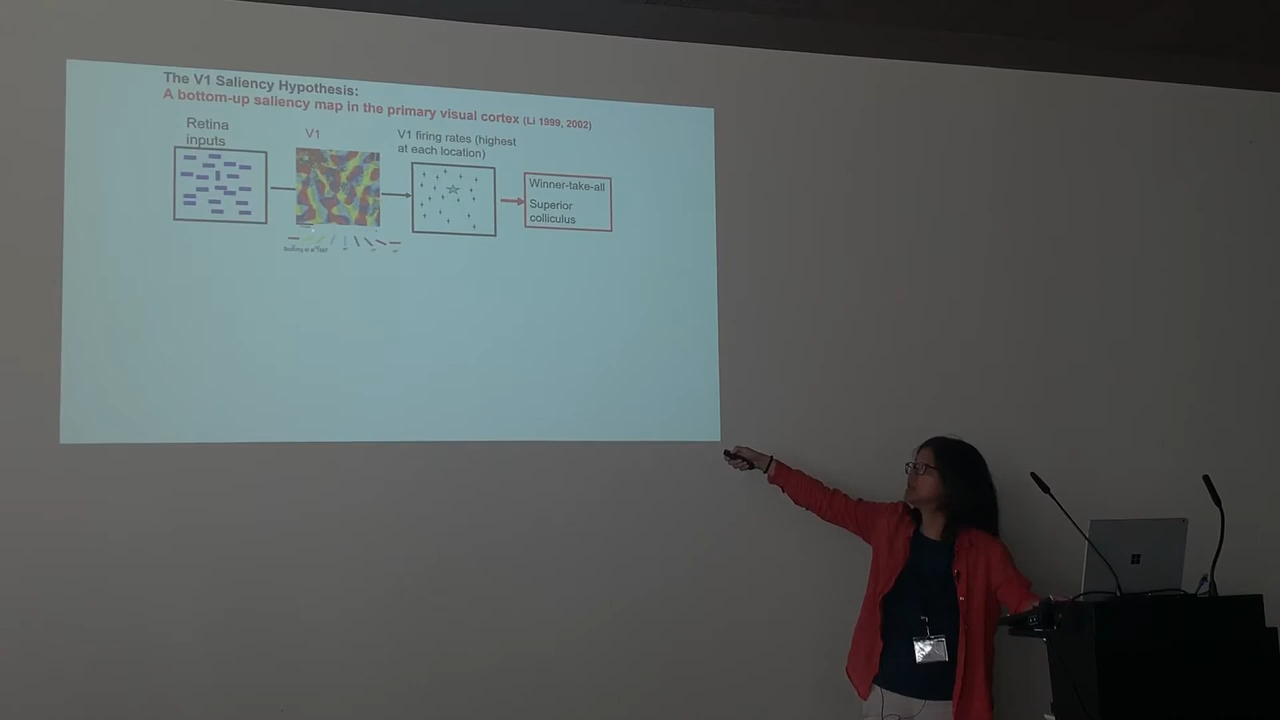 The V1 Saliency Hypothesis:
A bottom-up saliency map in the primary visual cortex (Li 1999, 2002)
Retina
inputs
V1
V1 firing rates (highest
at each location)
Winner-take-all
Superior
colliculus